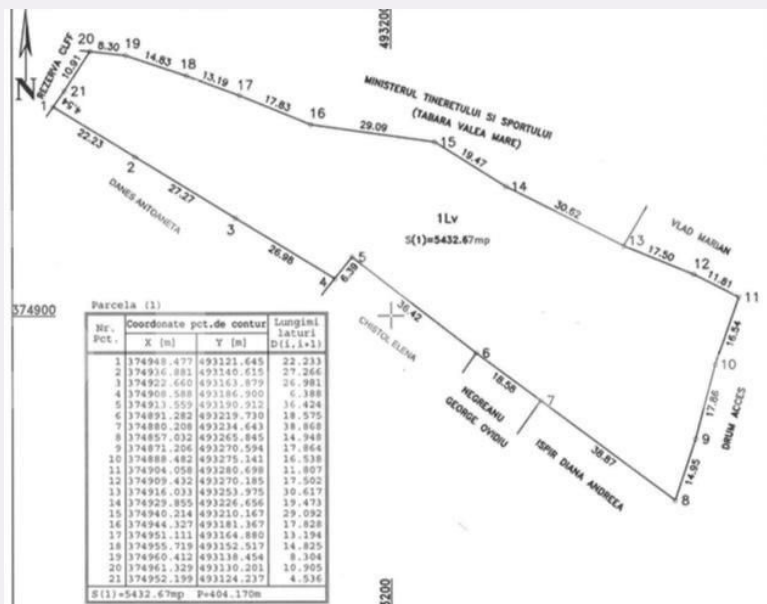 493200
20
8.30
19
14.83
18
13.19
17
17.83
16
29.09
15
19.47
14
30.62
13
17.50
12
11.81
11
REZERVA CLFF
10.91
21
4.54
N
1
22.23
2
27.27
3
26.98
4
6.39
5
DANES ANTOANETA
MINISTERUL TINERETULUI SI SPORTULUI
(TABARA VALEA MARE)
1Lv
S(1)=5432.67mp
VLAD MARIAN
374900
36.42
CHISTOL ELENA
6
18.58
7
NEGREANU
GEORGE OVIDIU
38.87
ISPIR DIANA ANDREEA
8
14.95
9
17.86
10
16.54
DRUM ACCES
Parcela (1)
Nr. Pct. Coordonate pct.de contur Lungimi laturi D(i,i+1)
X [m] Y [m]
1 374948.477 493121.645 22.233
2 374936.881 493140.615 27.266
3 374922.660 493163.879 26.981
4 374908.588 493186.900 6.388
5 374913.559 493190.912 36.424
6 374891.282 493219.730 18.575
7 374880.208 493234.643 38.868
8 374857.032 493265.845 14.948
9 374871.206 493270.594 17.864
10 374888.482 493275.141 16.538
11 374904.058 493280.698 11.807
12 374909.432 493270.185 17.502
13 374916.033 493253.975 30.617
14 374929.855 493226.656 19.473
15 374940.214 493210.167 29.092
16 374944.327 493181.367 17.828
17 374951.111 493164.880 13.194
18 374955.719 493152.517 14.825
19 374960.412 493138.454 8.304
20 374961.329 493130.201 10.905
21 374952.199 493124.237 4.536
S(1)=5432.67mp P=404.170m